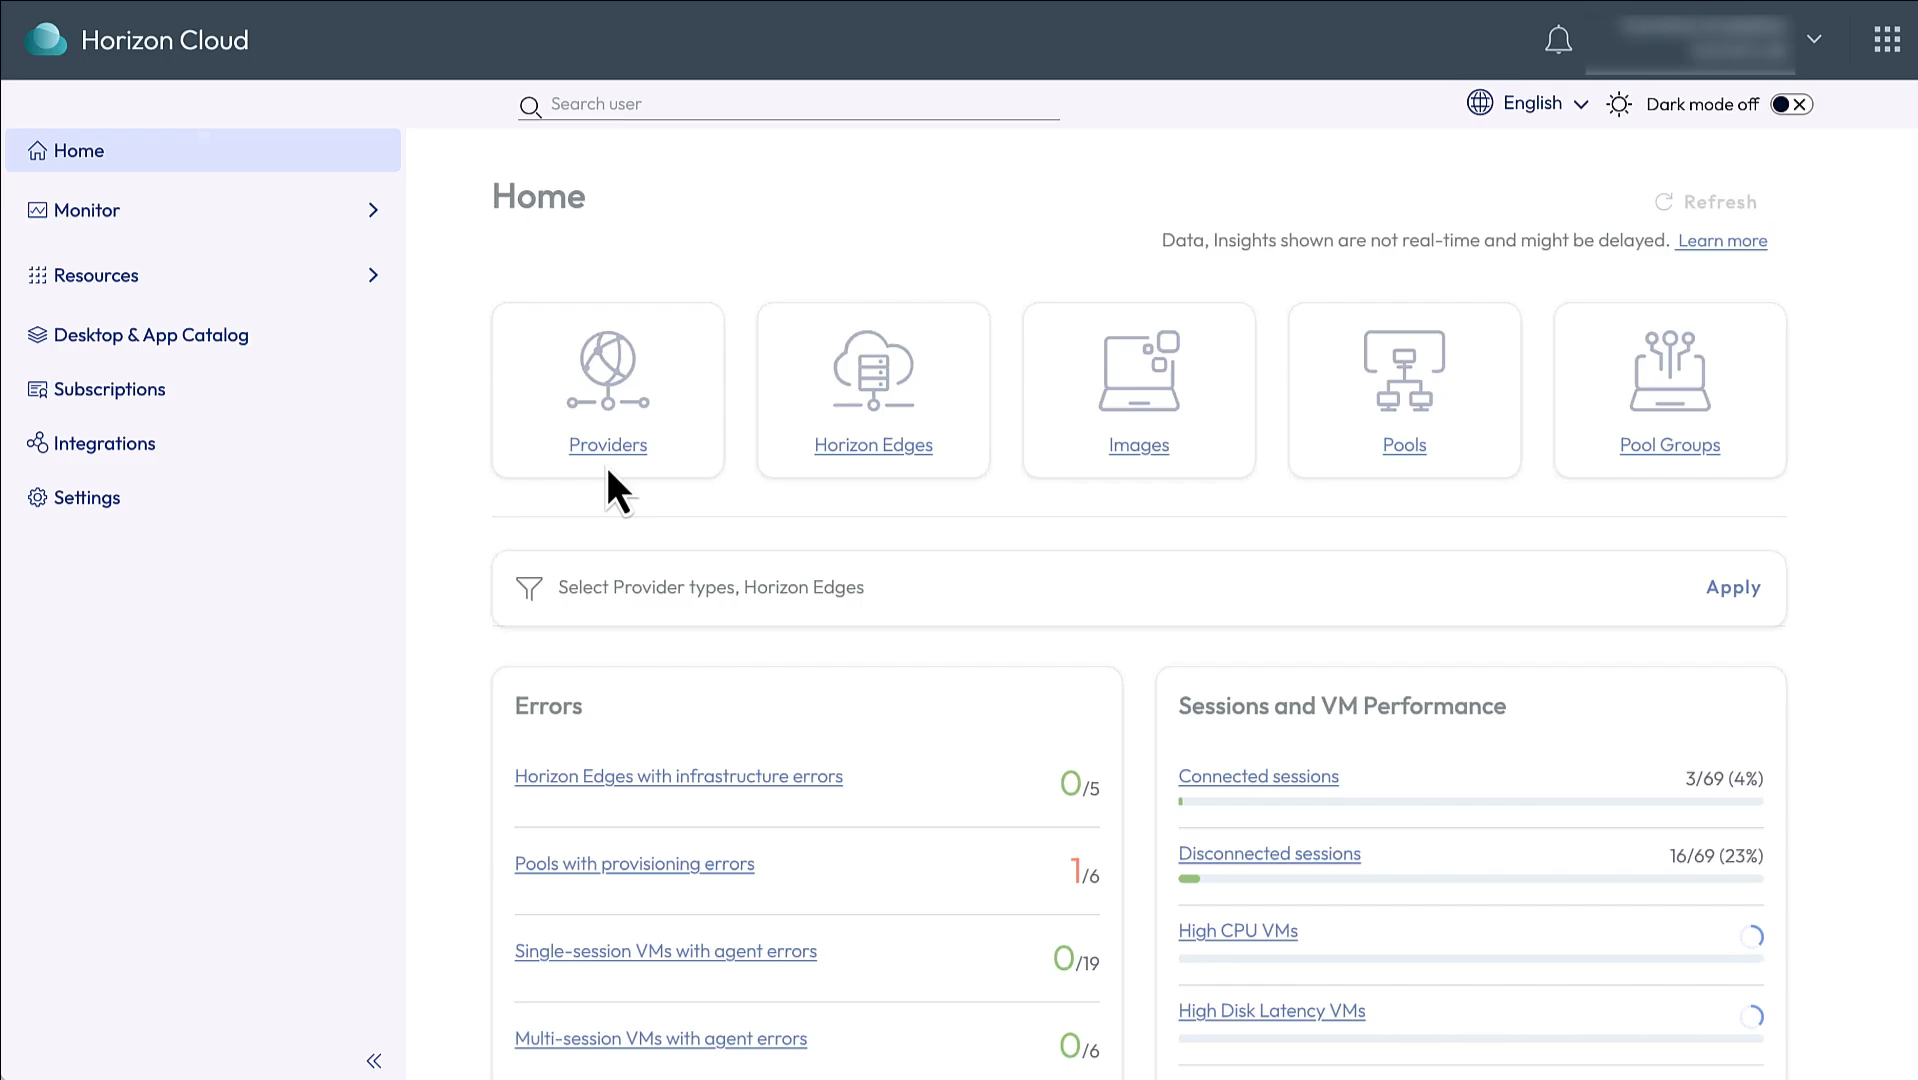 Horizon Cloud
Search user
English
Dark mode off
Home
Monitor
Resources
Desktop & App Catalog
Subscriptions
Integrations
Settings
Home
Refresh
Data, Insights shown are not real-time and might be delayed. Learn more
Providers
Horizon Edges
Images
Pools
Pool Groups
Select Provider types, Horizon Edges
Apply
Errors
Horizon Edges with infrastructure errors
0/5
Pools with provisioning errors
1/6
Single-session VMs with agent errors
0/19
Multi-session VMs with agent errors
0/6
Sessions and VM Performance
Connected sessions
3/69 (4%)
Disconnected sessions
16/69 (23%)
High CPU VMs
High Disk Latency VMs